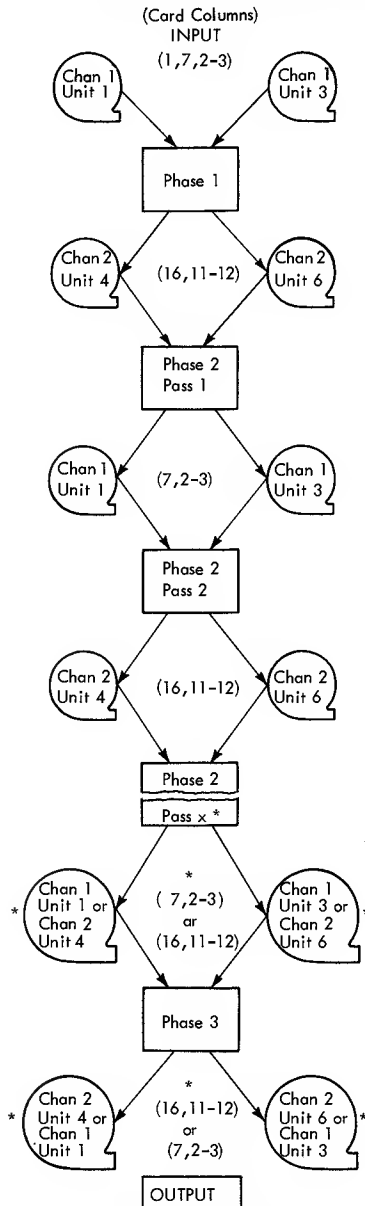 (Card Columns)
INPUT
(1,7,2-3)
Chan 1
Unit 1
Chan 1
Unit 3
Phase 1
Chan 2
Unit 4
(16,11-12)
Chan 2
Unit 6
Phase 2
Pass 1
Chan 1
Unit 1
(7,2-3)
Chan 1
Unit 3
Phase 2
Pass 2
Chan 2
Unit 4
(16,11-12)
Chan 2
Unit 6
Phase 2
Pass x *
*
Chan 1
Unit 1 or
Chan 2
Unit 4
*
( 7,2-3)
ar
(16,11-12)
Chan 1
Unit 3 or
Chan 2
Unit 6
*
Phase 3
*
Chan 2
Unit 4 or
Chan 1
Unit 1
*
(16,11-12)
or
(7,2-3)
Chan 2
Unit 6 or
Chan 1
Unit 3
*
OUTPUT